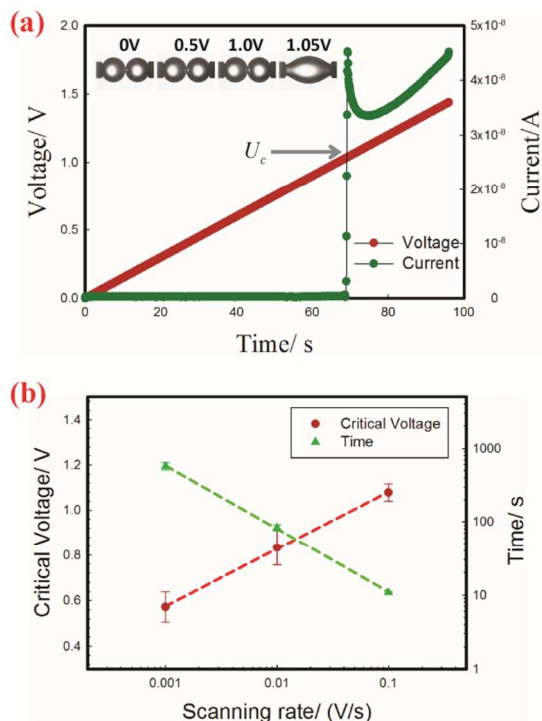 (a)
0V 0.5V 1.0V 1.05V
Voltage/ V
2.0
1.5
1.0
0.5
0.0
U_c
Voltage
Current
5x10⁻⁸
4x10⁻⁸
3x10⁻⁸
2x10⁻⁸
1x10⁻⁸
0
Current/A
0 20 40 60 80 100
Time/ s
(b)
Critical Voltage/ V
1.4
1.2
1.0
0.8
0.6
0.4
Critical Voltage
Time
1000
100
10
1
Time/ s
0.001 0.01 0.1
Scanning rate/ (V/s)